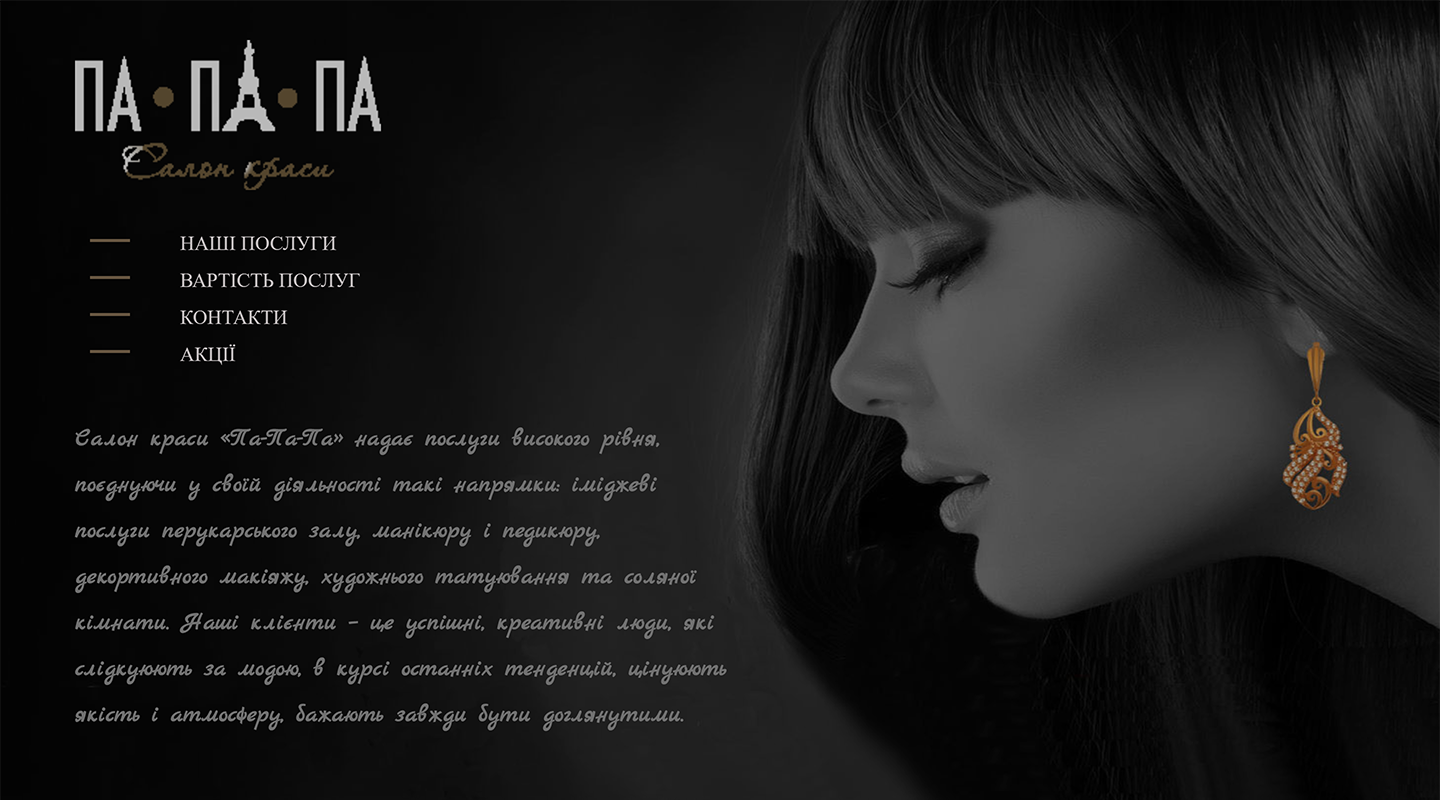 ПА • ПА • ПА
Салон краси
НАШІ ПОСЛУГИ
ВАРТІСТЬ ПОСЛУГ
КОНТАКТИ
АКЦІЇ
Салон краси «Па-Па-Па» надає послуги високого рівня,
поєднуючи у своїй діяльності такі напрямки: іміджеві
послуги перукарського залу, манікюру і педикюру,
декортивного макіяжу, художнього татуювання та соляної
кімнати. Наші клієнти – це успішні, креативні люди, які
слідкуюють за модою, в курсі останніх тенденцій, цінуюють
якість і атмосферу, бажають завжди бути доглянутими.